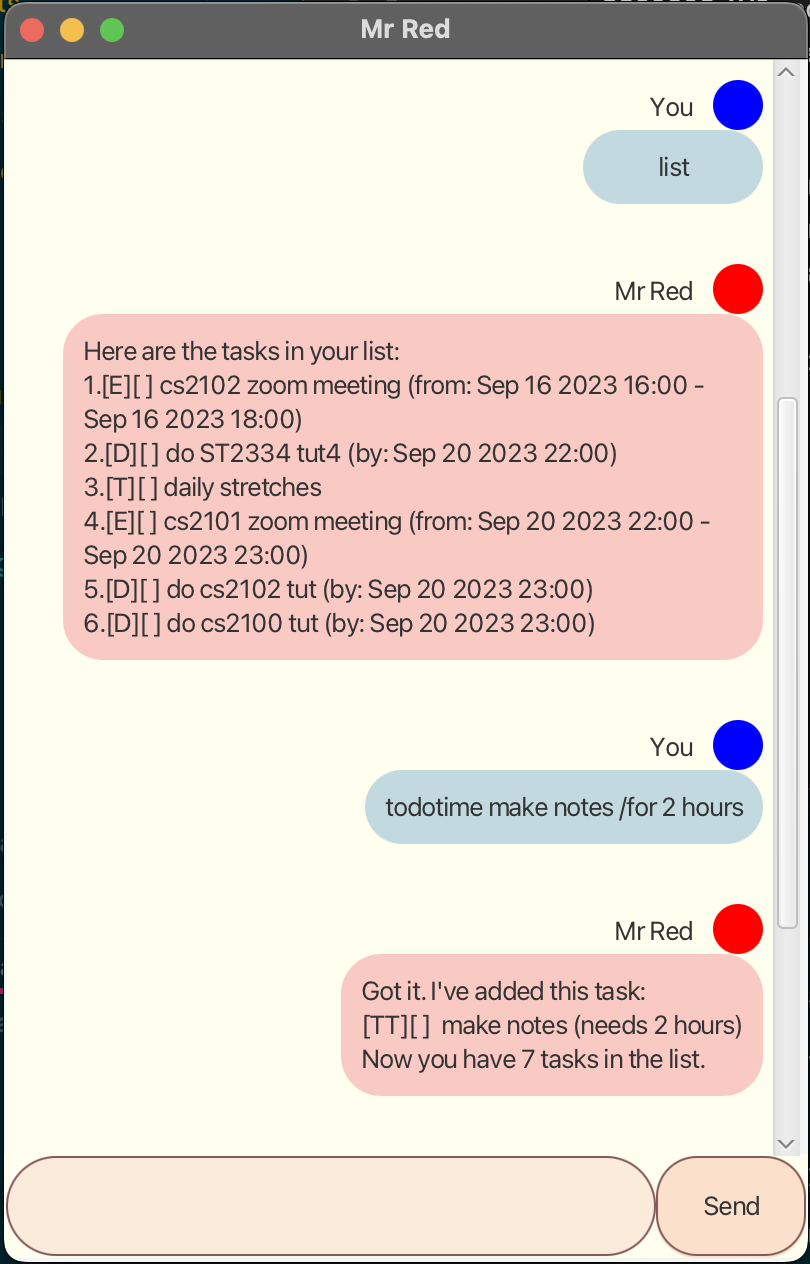 Mr Red
You
list
Mr Red
Here are the tasks in your list:
1.[E][ ] cs2102 zoom meeting (from: Sep 16 2023 16:00 -
Sep 16 2023 18:00)
2.[D][ ] do ST2334 tut4 (by: Sep 20 2023 22:00)
3.[T][ ] daily stretches
4.[E][ ] cs2101 zoom meeting (from: Sep 20 2023 22:00 -
Sep 20 2023 23:00)
5.[D][ ] do cs2102 tut (by: Sep 20 2023 23:00)
6.[D][ ] do cs2100 tut (by: Sep 20 2023 23:00)
You
todotime make notes /for 2 hours
Mr Red
Got it. I've added this task:
[TT][ ]  make notes (needs 2 hours)
Now you have 7 tasks in the list.
Send